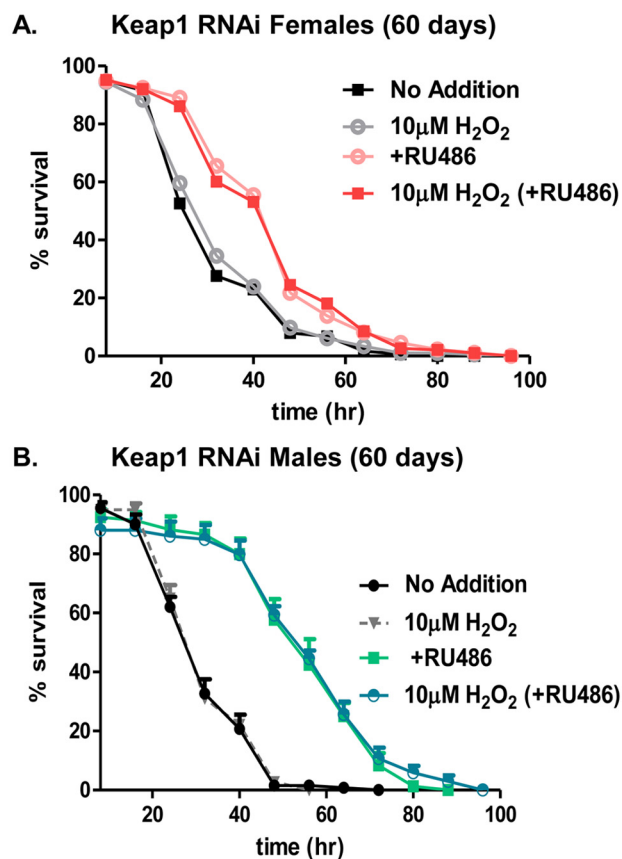 A. Keap1 RNAi Females (60 days)
100
80
60
40
20
0
% survival
No Addition
10μM H₂O₂
+RU486
10μM H₂O₂ (+RU486)
20 40 60 80 100
time (hr)
B. Keap1 RNAi Males (60 days)
100
80
60
40
20
0
% survival
No Addition
10μM H₂O₂
+RU486
10μM H₂O₂ (+RU486)
20 40 60 80 100
time (hr)